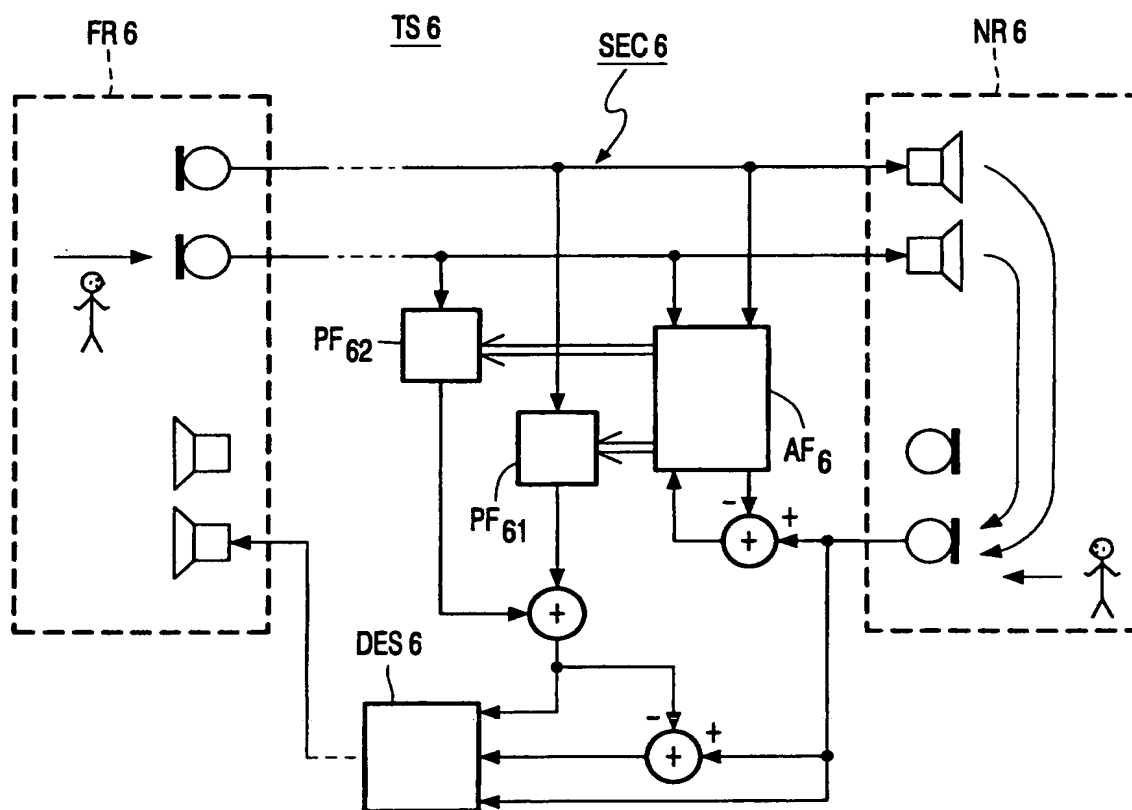 FR 6
TS 6
SEC 6
NR 6
PF62
AF6
PF61
-
+
+
+
DES 6
-
+
+